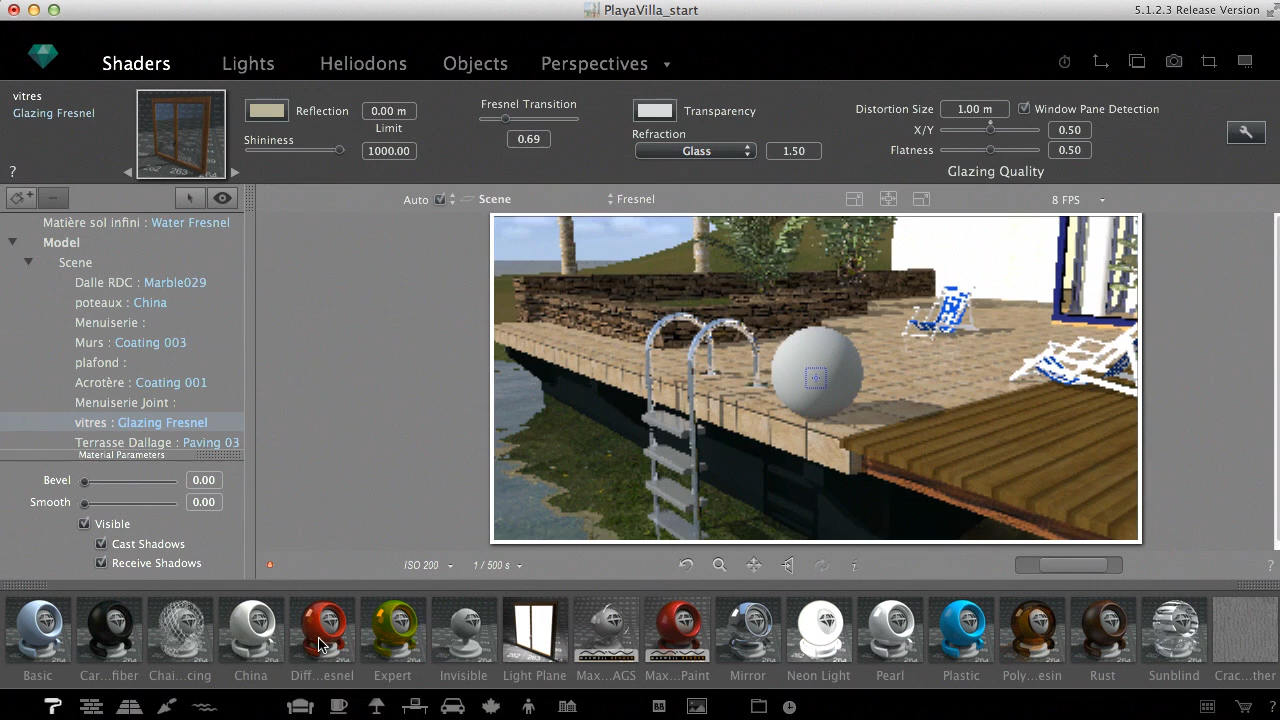 PlayaVilla_start
5.1.2.3 Release Version
Shaders Lights Heliodons Objects Perspectives
vitres
Glazing Fresnel
?
Reflection
0.00 m
Limit
Shininess
1000.00
Fresnel Transition
0.69
Transparency
Refraction
Glass
1.50
Distortion Size
1.00 m
Window Pane Detection
X/Y
0.50
Flatness
0.50
Glazing Quality
Auto
Scene
Fresnel
8 FPS
Matière sol infini : Water Fresnel
Model
Scene
Dalle RDC : Marble029
poteaux : China
Menuiserie :
Murs : Coating 003
plafond :
Acrotère : Coating 001
Menuiserie Joint :
vitres : Glazing Fresnel
Terrasse Dallage : Paving 03
Material Parameters
Bevel 0.00
Smooth 0.00
Visible
Cast Shadows
Receive Shadows
ISO 200
1 / 500 s
i
?
Basic
Car...fiber
Chai...cing
China
Diff...esnel
Expert
Invisible
Light Plane
Max...AGS
Max...Paint
Mirror
Neon Light
Pearl
Plastic
Poly...esin
Rust
Sunblind
Crac...ther
?